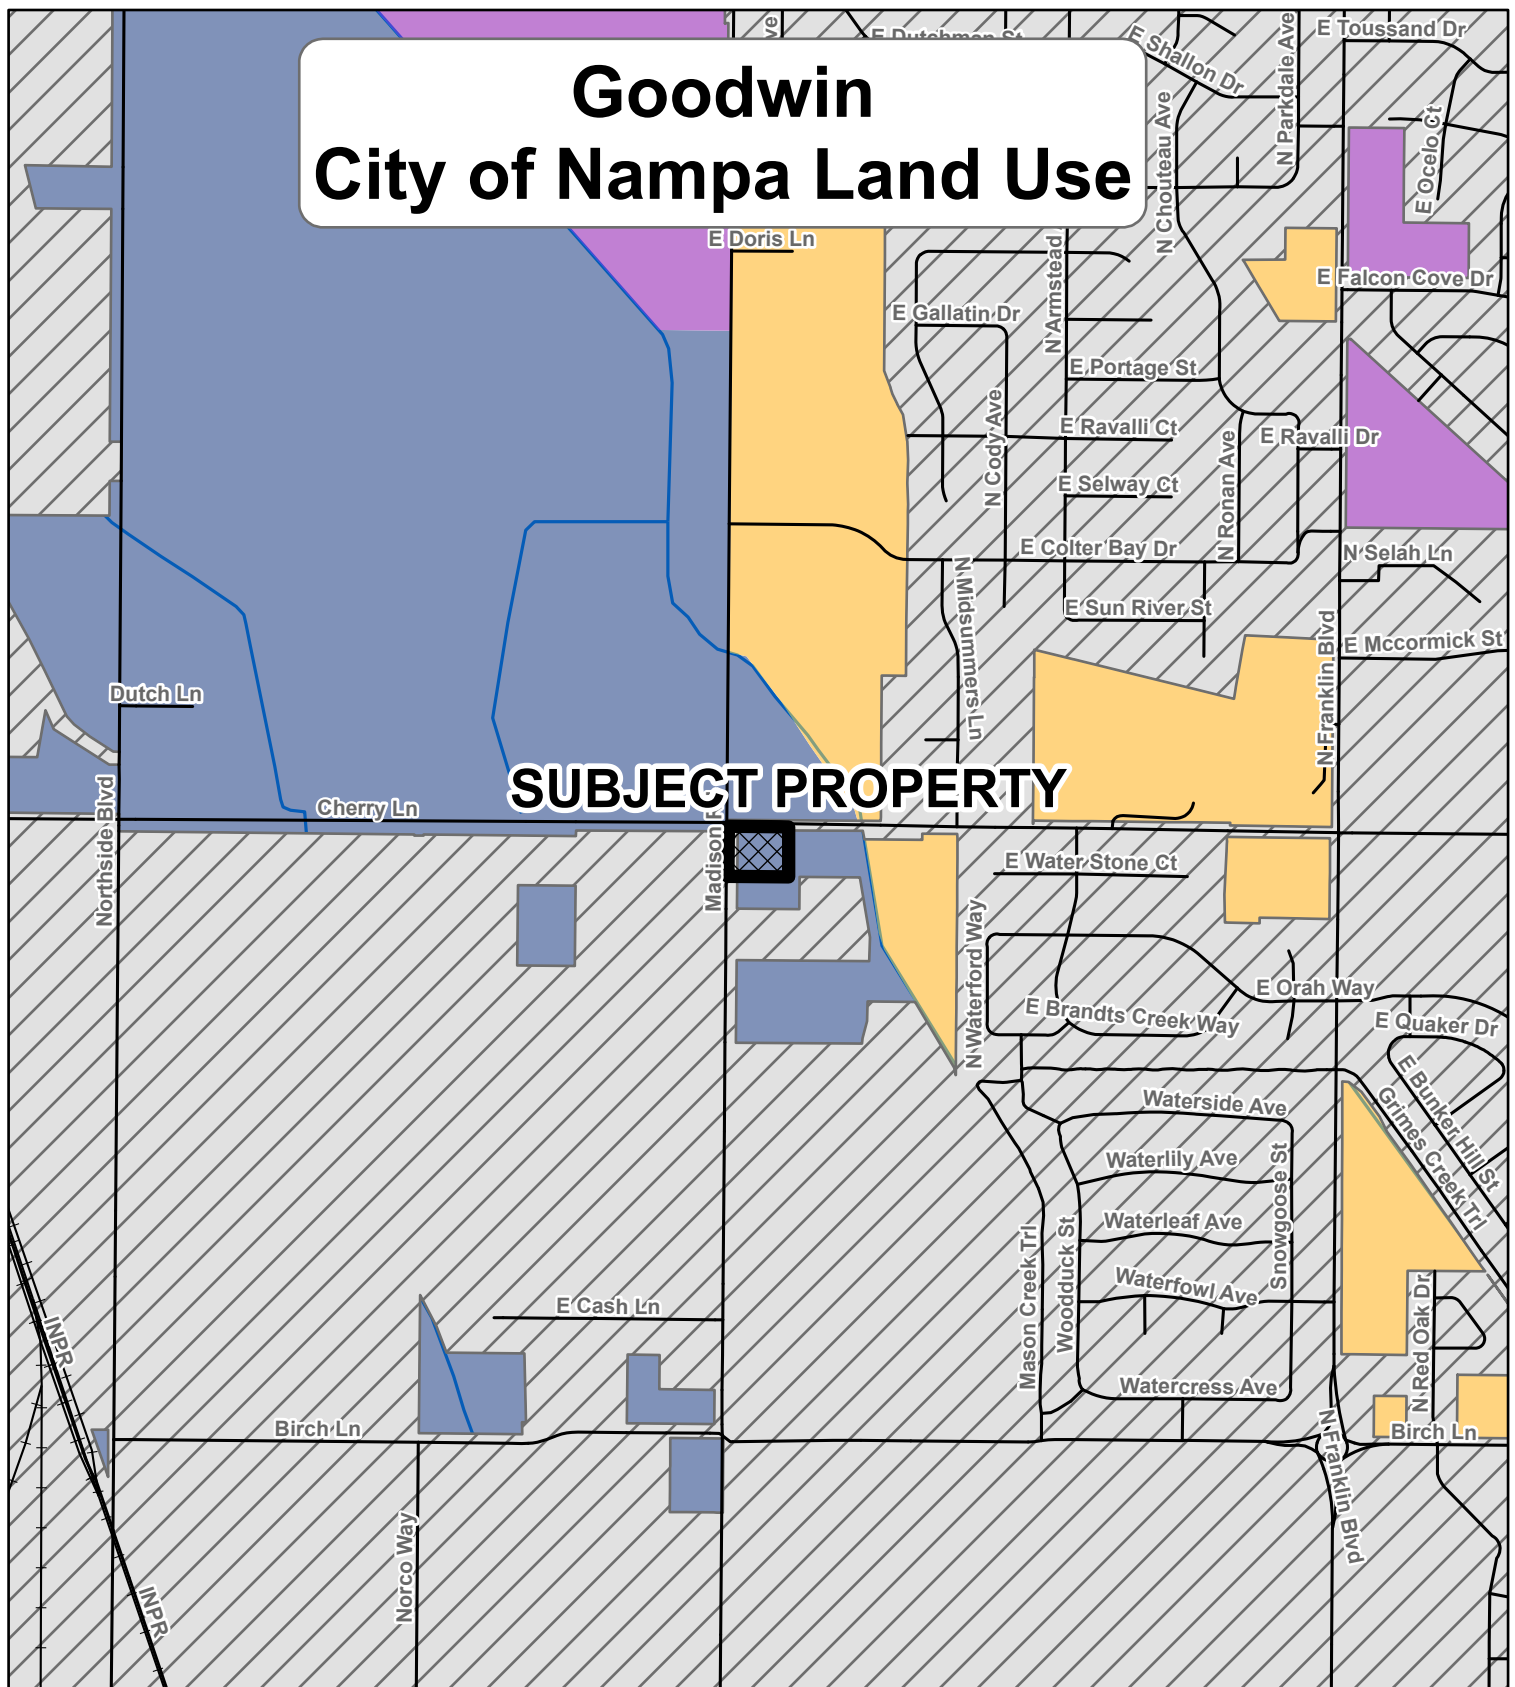 Goodwin
City of Nampa Land Use
ve
E Dutchman St
E Shallon Dr
N Parkdale Ave
E Toussand Dr
N Chouteau Ave
E Ocelo Ct
E Doris Ln
N Armstead
E Falcon Cove Dr
E Gallatin Dr
E Portage St
N Cody Ave
E Ravalli Ct
E Ravalli Dr
N Ronan Ave
E Selway Ct
E Colter Bay Dr
N Selah Ln
N Midsummers Ln
E Sun River St
N Franklin Blvd
E Mccormick St
Dutch Ln
SUBJECT PROPERTY
Cherry Ln
Northside Blvd
Madison R
E Water Stone Ct
N Waterford Way
E Orah Way
E Brandts Creek Way
E Quaker Dr
E Bunker Hill St
Grimes Creek Trl
Waterside Ave
Waterlily Ave
Snowgoose St
Waterleaf Ave
Mason Creek Trl
Woodduck St
Waterfowl Ave
E Cash Ln
N Red Oak Dr
INPR
Watercress Ave
Birch Ln
Birch Ln
N Franklin Blvd
Norco Way
INPR